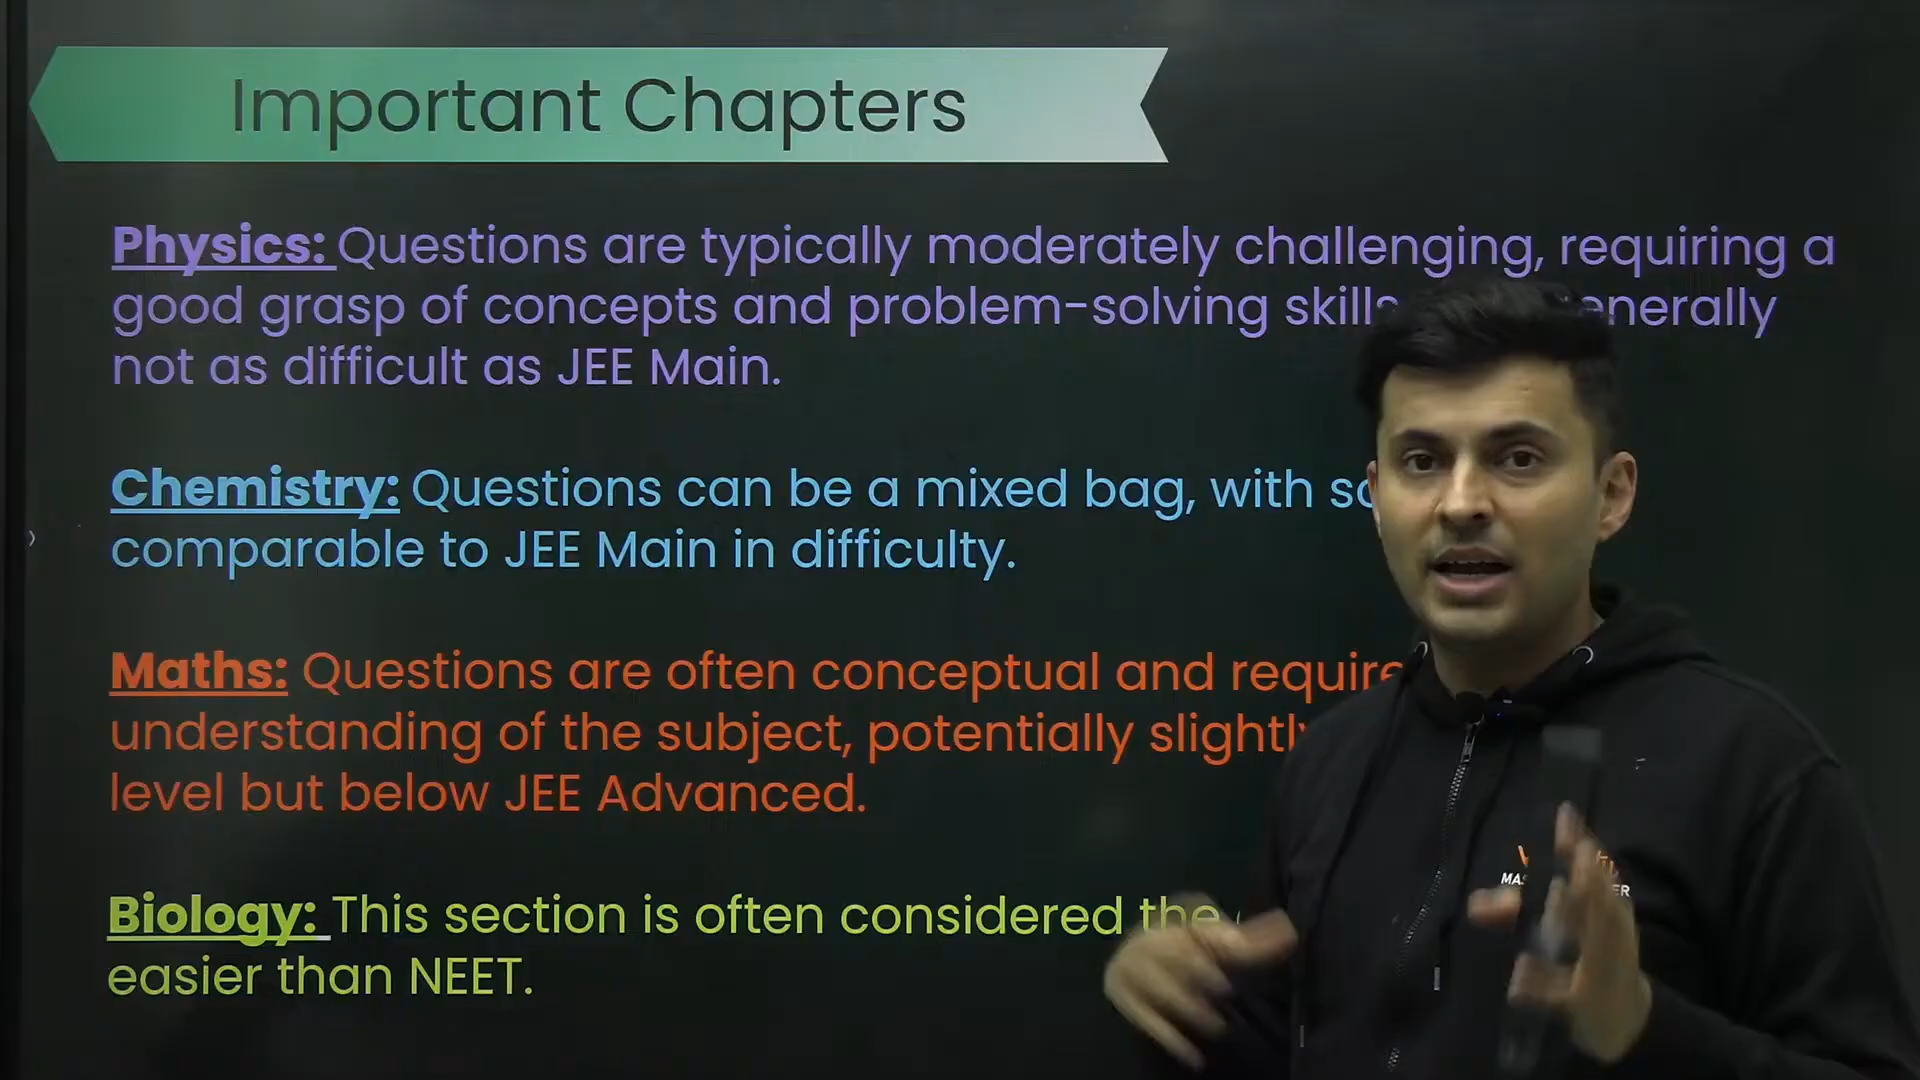 Important Chapters
Physics: Questions are typically moderately challenging, requiring a
good grasp of concepts and problem-solving skills
not as difficult as JEE Main.
Chemistry: Questions can be a mixed bag, with
comparable to JEE Main in difficulty.
Maths: Questions are often conceptual and require
understanding of the subject, potentially slightly
level but below JEE Advanced.
Biology: This section is often considered the
easier than NEET.